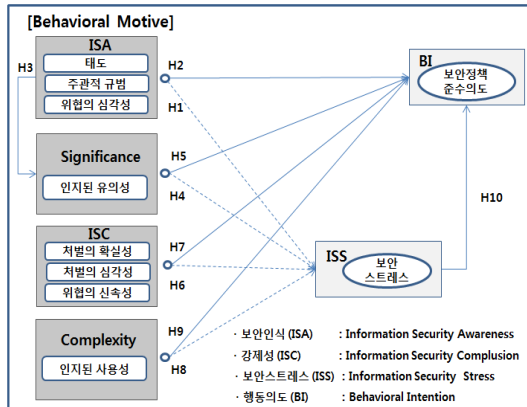 [Behavioral Motive]
ISA
태도
주관적 규범
위협의 심각성
H3
H2
H1
BI
보안정책
준수의도
Significance
인지된 유의성
H5
H4
H10
ISC
처벌의 확실성
처벌의 심각성
위협의 신속성
H7
H6
ISS
보안
스트레스
Complexity
인지된 사용성
H9
H8
· 보안인식 (ISA) : Information Security Awareness
· 강제성 (ISC) : Information Security Complusion
· 보안스트레스 (ISS) : Information Security Stress
· 행동의도 (BI) : Behavioral Intention